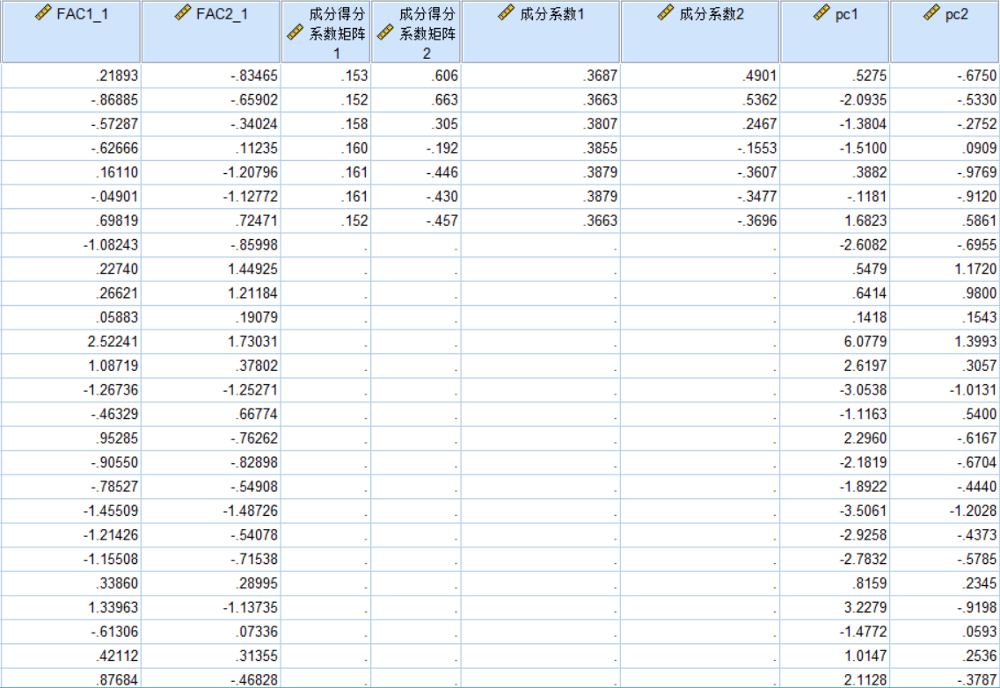 FAC1_1 FAC2_1 成分得分系数矩阵1 成分得分系数矩阵2 成分系数1 成分系数2 pc1 pc2
.21893 -.83465 .153 .606 .3687 .4901 .5275 -.6750
-.86885 -.65902 .152 .663 .3663 .5362 -2.0935 -.5330
-.57287 -.34024 .158 .305 .3807 .2467 -1.3804 -.2752
-.62666 .11235 .160 -.192 .3855 -.1553 -1.5100 .0909
.16110 -1.20796 .161 -.446 .3879 -.3607 .3882 -.9769
-.04901 -1.12772 .161 -.430 .3879 -.3477 -.1181 -.9120
.69819 .72471 .152 -.457 .3663 -.3696 1.6823 .5861
-1.08243 -.85998 . . . . -2.6082 -.6955
.22740 1.44925 . . . . .5479 1.1720
.26621 1.21184 . . . . .6414 .9800
.05883 .19079 . . . . .1418 .1543
2.52241 1.73031 . . . . 6.0779 1.3993
1.08719 .37802 . . . . 2.6197 .3057
-1.26736 -1.25271 . . . . -3.0538 -1.0131
-.46329 .66774 . . . . -1.1163 .5400
.95285 -.76262 . . . . 2.2960 -.6167
-.90550 -.82898 . . . . -2.1819 -.6704
-.78527 -.54908 . . . . -1.8922 -.4440
-1.45509 -1.48726 . . . . -3.5061 -1.2028
-1.21426 -.54078 . . . . -2.9258 -.4373
-1.15508 -.71538 . . . . -2.7832 -.5785
.33860 .28995 . . . . .8159 .2345
1.33963 -1.13735 . . . . 3.2279 -.9198
-.61306 .07336 . . . . -1.4772 .0593
.42112 .31355 . . . . 1.0147 .2536
.87684 -.46828 . . . . 2.1128 -.3787